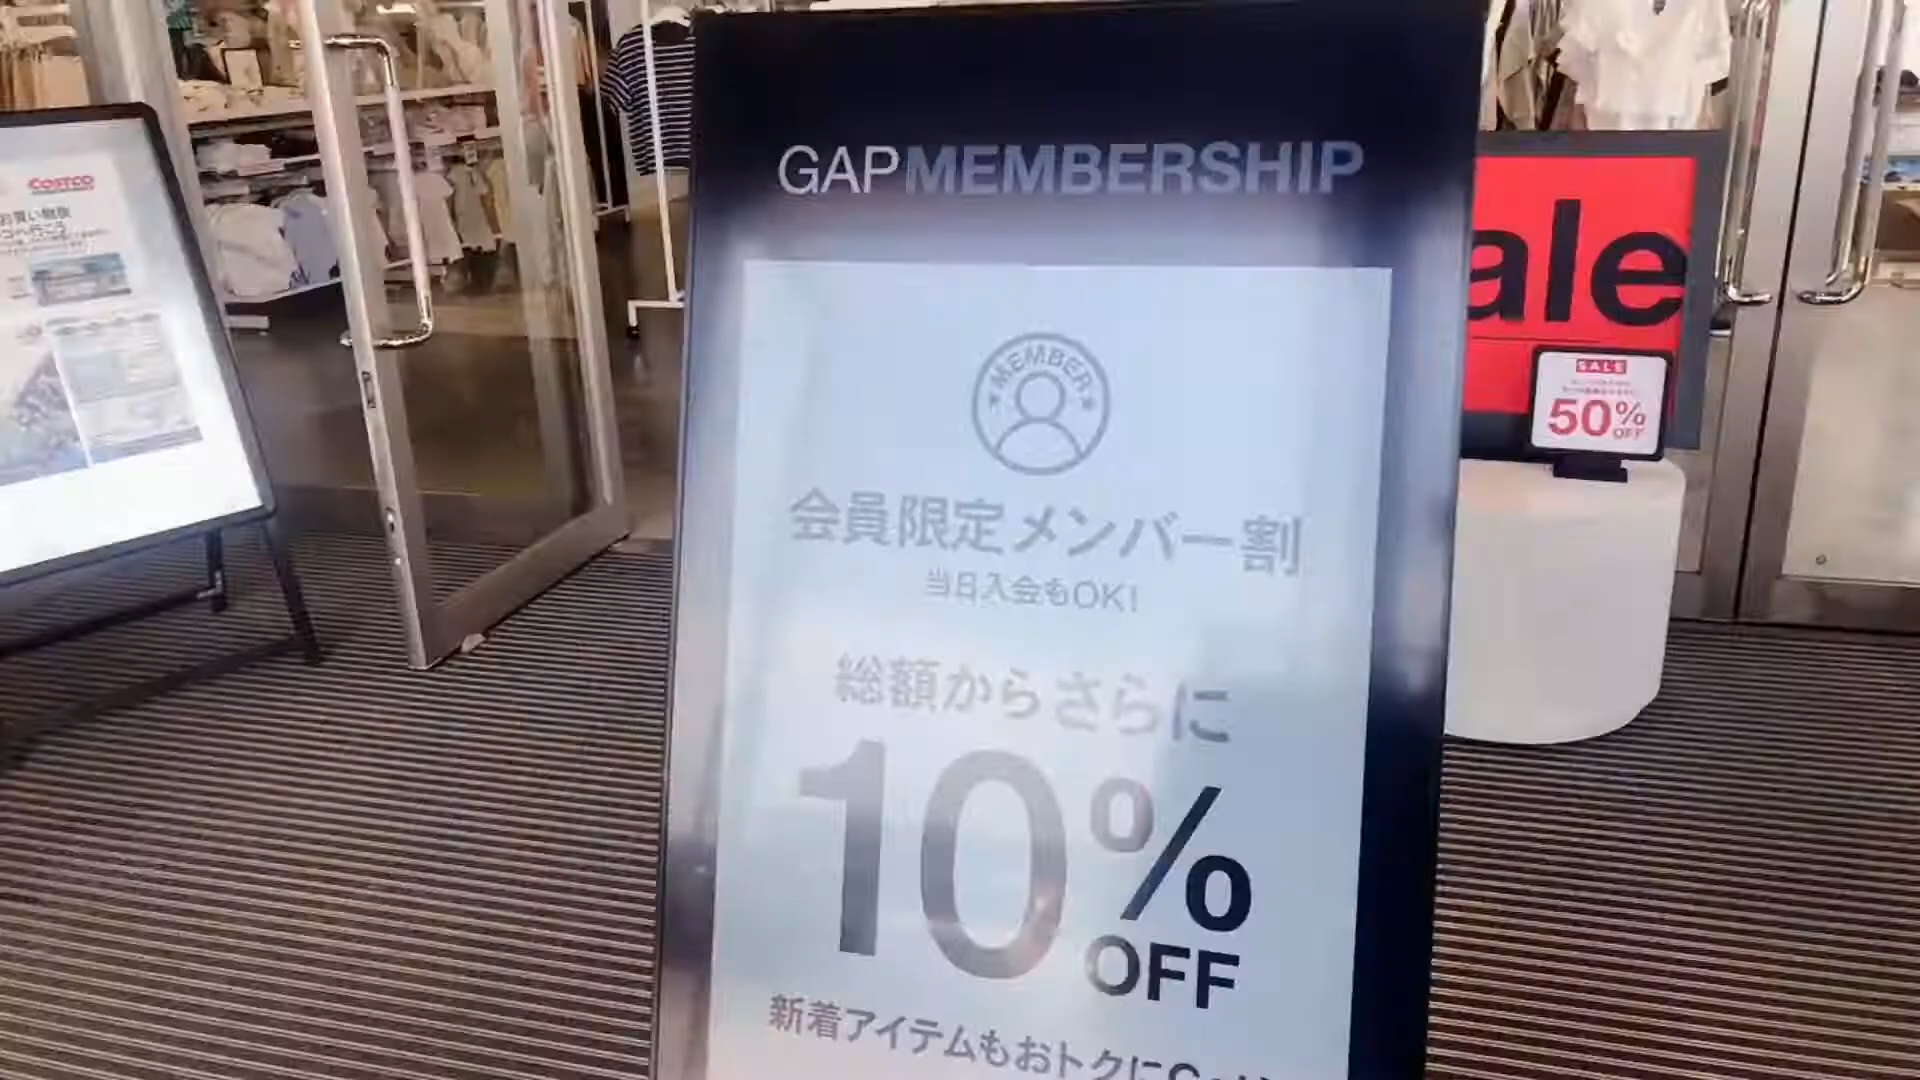 COSTCO
GAP MEMBERSHIP
MEMBER
会員限定メンバー割
当日入会もOK!
総額からさらに
10%
OFF
新着アイテムもおトクに
ale
SALE
50%
OFF